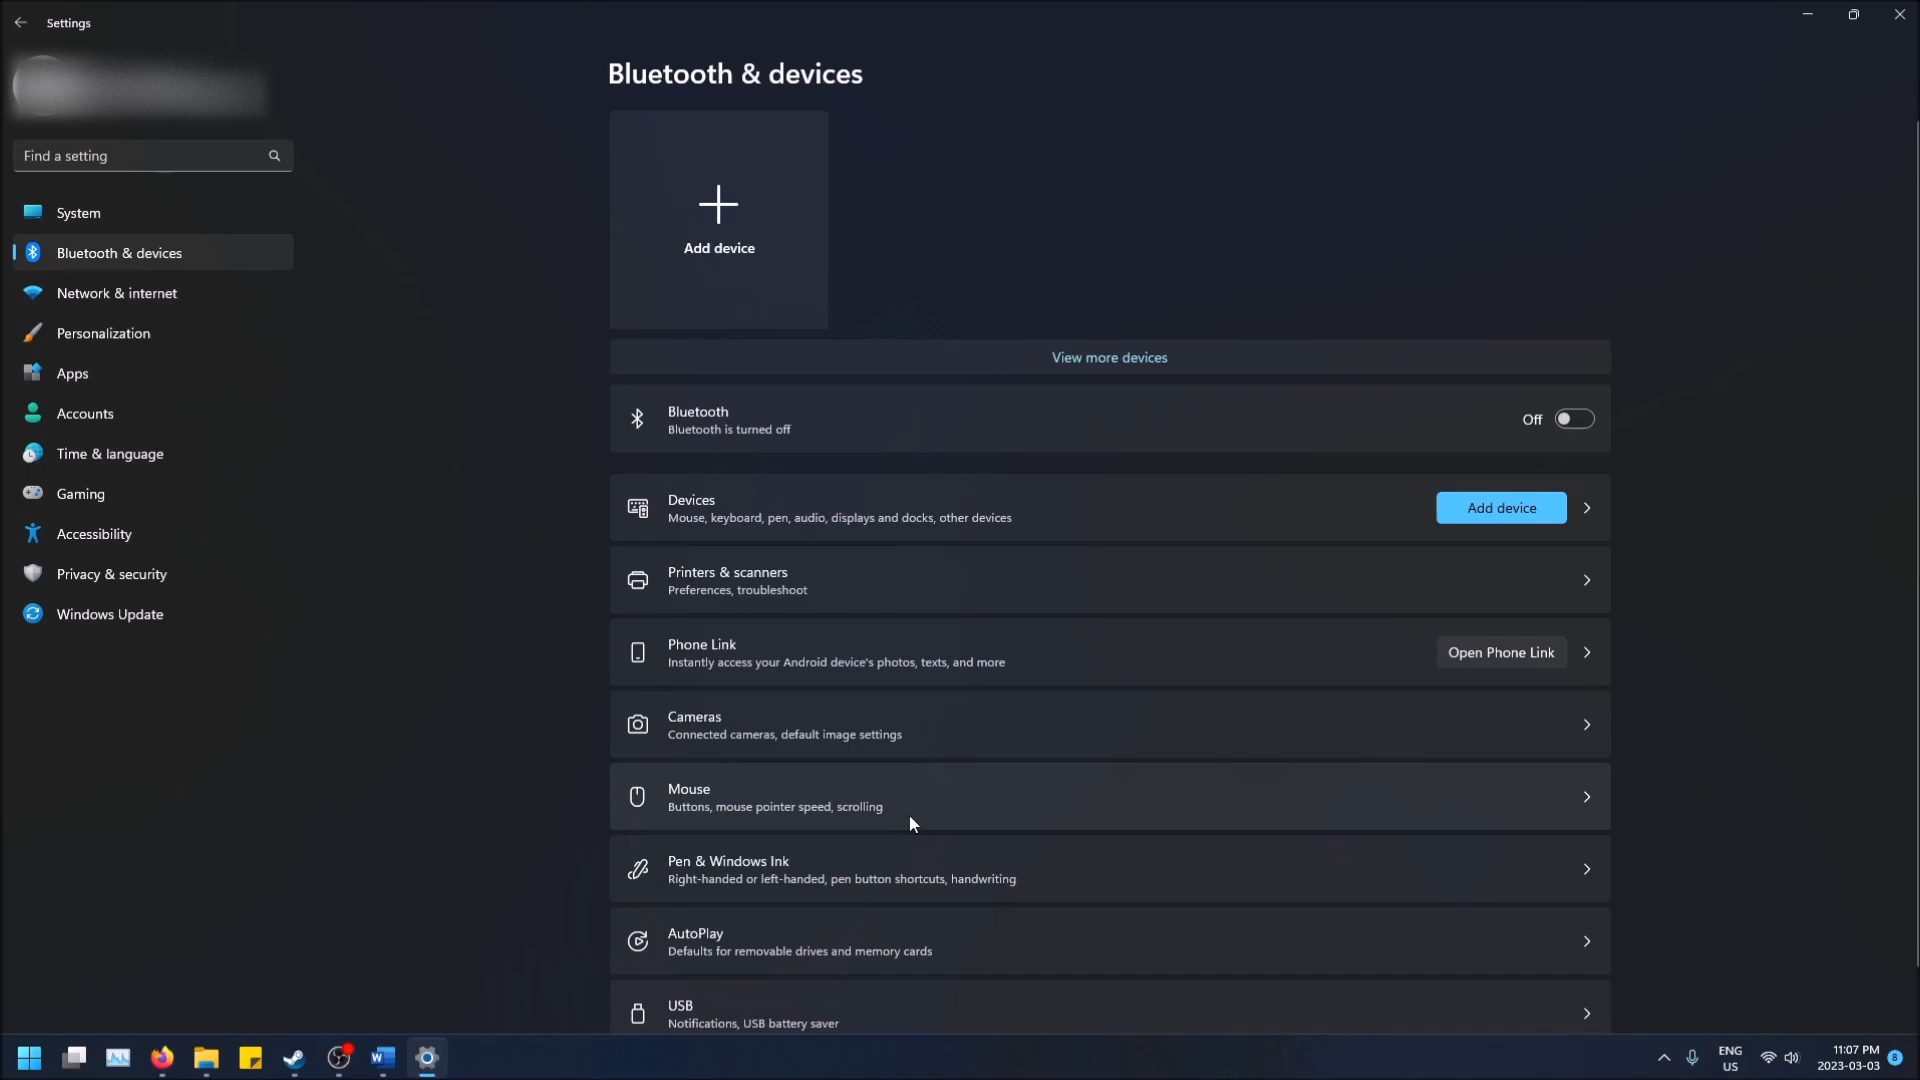 Settings
Find a setting
System
Bluetooth & devices
Network & internet
Personalization
Apps
Accounts
Time & language
Gaming
Accessibility
Privacy & security
Windows Update
Bluetooth & devices
Add device
View more devices
Bluetooth
Bluetooth is turned off
Off
Devices
Mouse, keyboard, pen, audio, displays and docks, other devices
Add device
Printers & scanners
Preferences, troubleshoot
Phone Link
Instantly access your Android device's photos, texts, and more
Open Phone Link
Cameras
Connected cameras, default image settings
Mouse
Buttons, mouse pointer speed, scrolling
Pen & Windows Ink
Right-handed or left-handed, pen button shortcuts, handwriting
AutoPlay
Defaults for removable drives and memory cards
USB
Notifications, USB battery saver
W
ENG
US
11:07 PM
2023-03-03
8